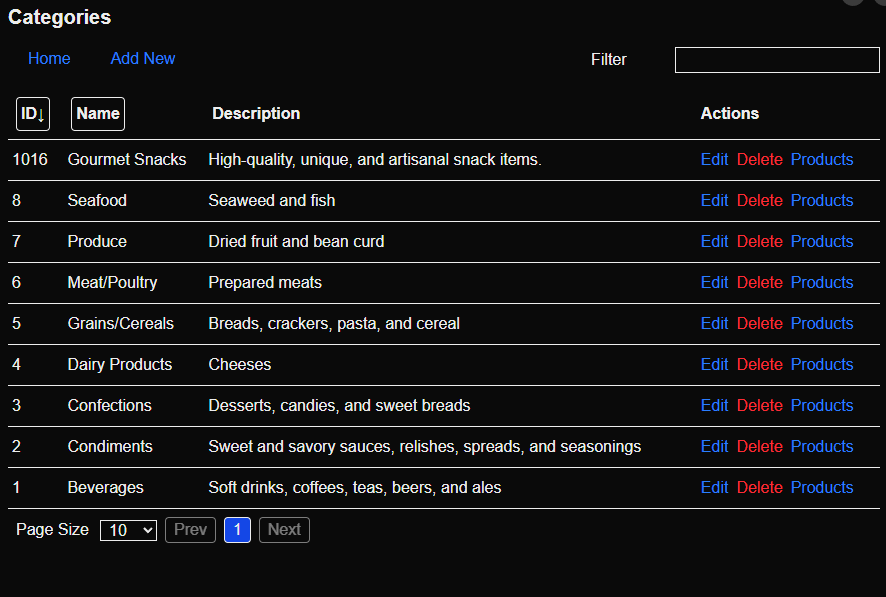 Categories
Home Add New Filter
ID↓ Name Description Actions
1016 Gourmet Snacks High-quality, unique, and artisanal snack items. Edit Delete Products
8 Seafood Seaweed and fish Edit Delete Products
7 Produce Dried fruit and bean curd Edit Delete Products
6 Meat/Poultry Prepared meats Edit Delete Products
5 Grains/Cereals Breads, crackers, pasta, and cereal Edit Delete Products
4 Dairy Products Cheeses Edit Delete Products
3 Confections Desserts, candies, and sweet breads Edit Delete Products
2 Condiments Sweet and savory sauces, relishes, spreads, and seasonings Edit Delete Products
1 Beverages Soft drinks, coffees, teas, beers, and ales Edit Delete Products
Page Size 10 Prev 1 Next